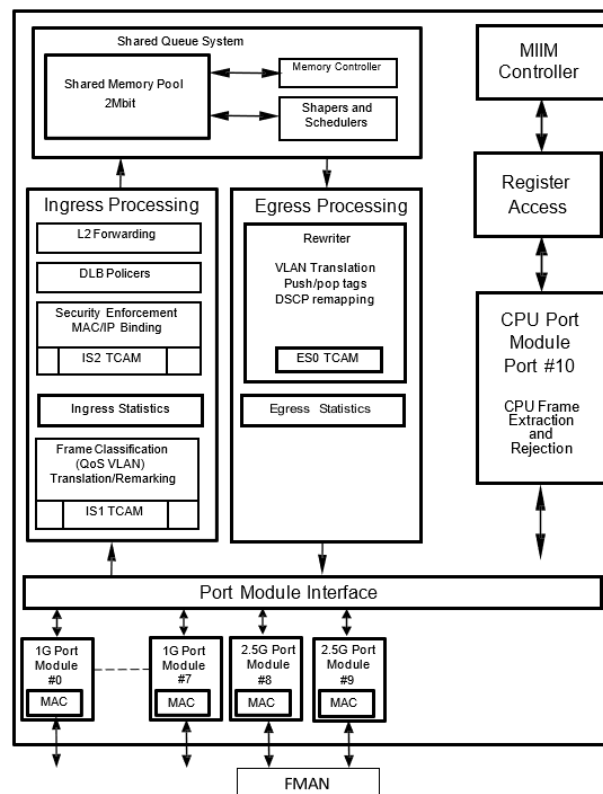 Shared Queue System
Shared Memory Pool
2Mbit
Memory Controller
Shapers and
Schedulers
Ingress Processing
L2 Forwarding
DLB Policers
Security Enforcement
MAC/IP Binding
IS2 TCAM
Ingress Statistics
Frame Classification
(QoS VLAN)
Translation/Remarking
IS1 TCAM
Egress Processing
Rewriter
VLAN Translation
Push/pop tags
DSCP remapping
ES0 TCAM
Egress Statistics
MIIM
Controller
Register
Access
CPU Port
Module
Port #10
CPU Frame
Extraction
and
Rejection
Port Module Interface
1G Port
Module
#0
MAC
1G Port
Module
#7
MAC
2.5G Port
Module
#8
MAC
2.5G Port
Module
#9
MAC
FMAN